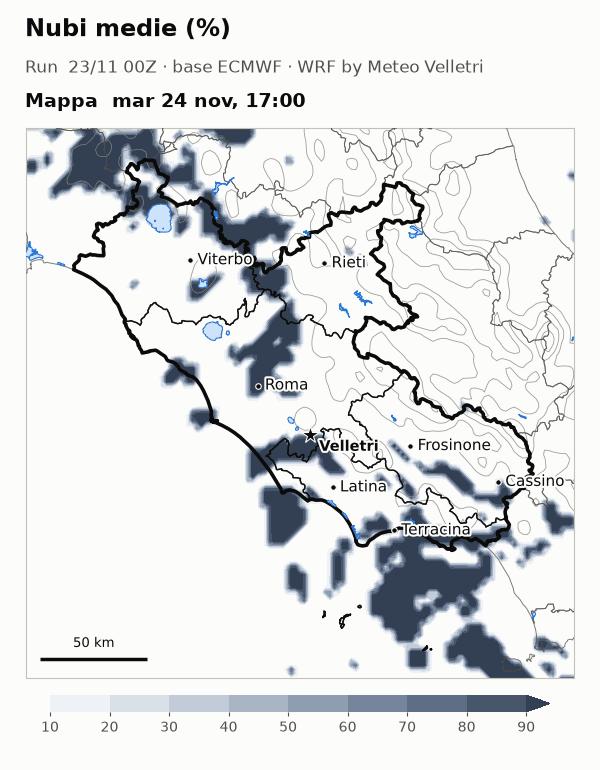 Nubi medie (%)
Run  23/11 00Z · base ECMWF · WRF by Meteo Velletri
Mappa  mar 24 nov, 17:00
Viterbo
Rieti
Roma
Velletri
Frosinone
Cassino
Latina
Terracina
50 km
10 20 30 40 50 60 70 80 90